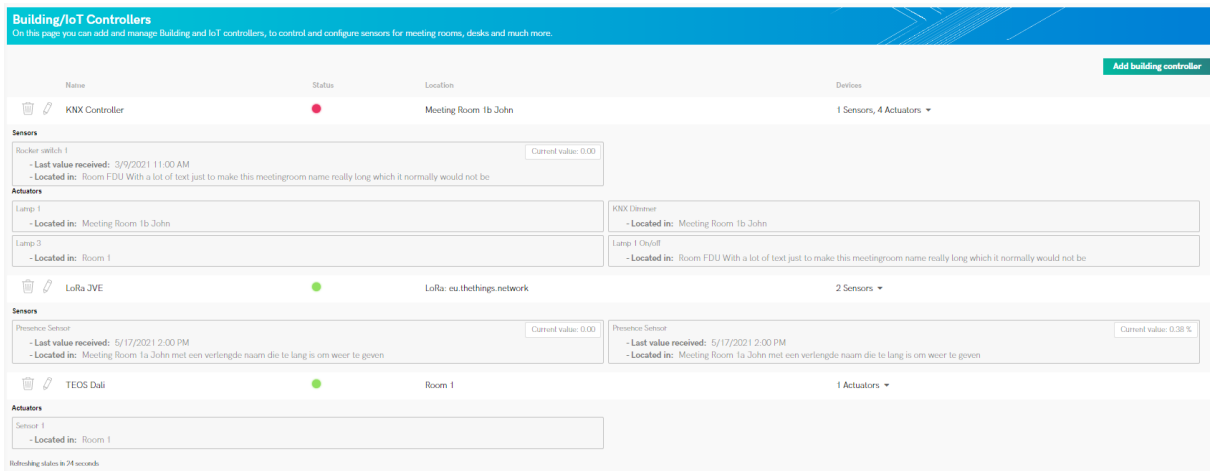 Building/IoT Controllers
On this page you can add and manage Building and IoT controllers, to control and configure sensors for meeting rooms, desks and much more.
Add building controller
Name Status Location Devices
KNX Controller Meeting Room 1b John 1 Sensors, 4 Actuators
Sensors
Rocker switch 1 Current value: 0.00
- Last value received: 3/9/2021 11:00 AM
- Located in: Room FDU With a lot of text just to make this meetingroom name really long which it normally would not be
Actuators
Lamp 1 KNX Dimmer
- Located in: Meeting Room 1b John - Located in: Meeting Room 1b John
Lamp 3 Lamp 1 On/off
- Located in: Room 1 - Located in: Room FDU With a lot of text just to make this meetingroom name really long which it normally would not be
LoRa JVE LoRa: eu.thethings.network 2 Sensors
Sensors
Presence Sensor Current value: 0.00 Presence Sensor Current value: 0.38 %
- Last value received: 5/17/2021 2:00 PM - Last value received: 5/17/2021 2:00 PM
- Located in: Meeting Room 1a John met een verlengde naam die te lang is om weer te geven - Located in: Meeting Room 1a John met een verlengde naam die te lang is om weer te geven
TEOS Dali Room 1 1 Actuators
Actuators
Sensor 1
- Located in: Room 1
Refreshing states in 24 seconds